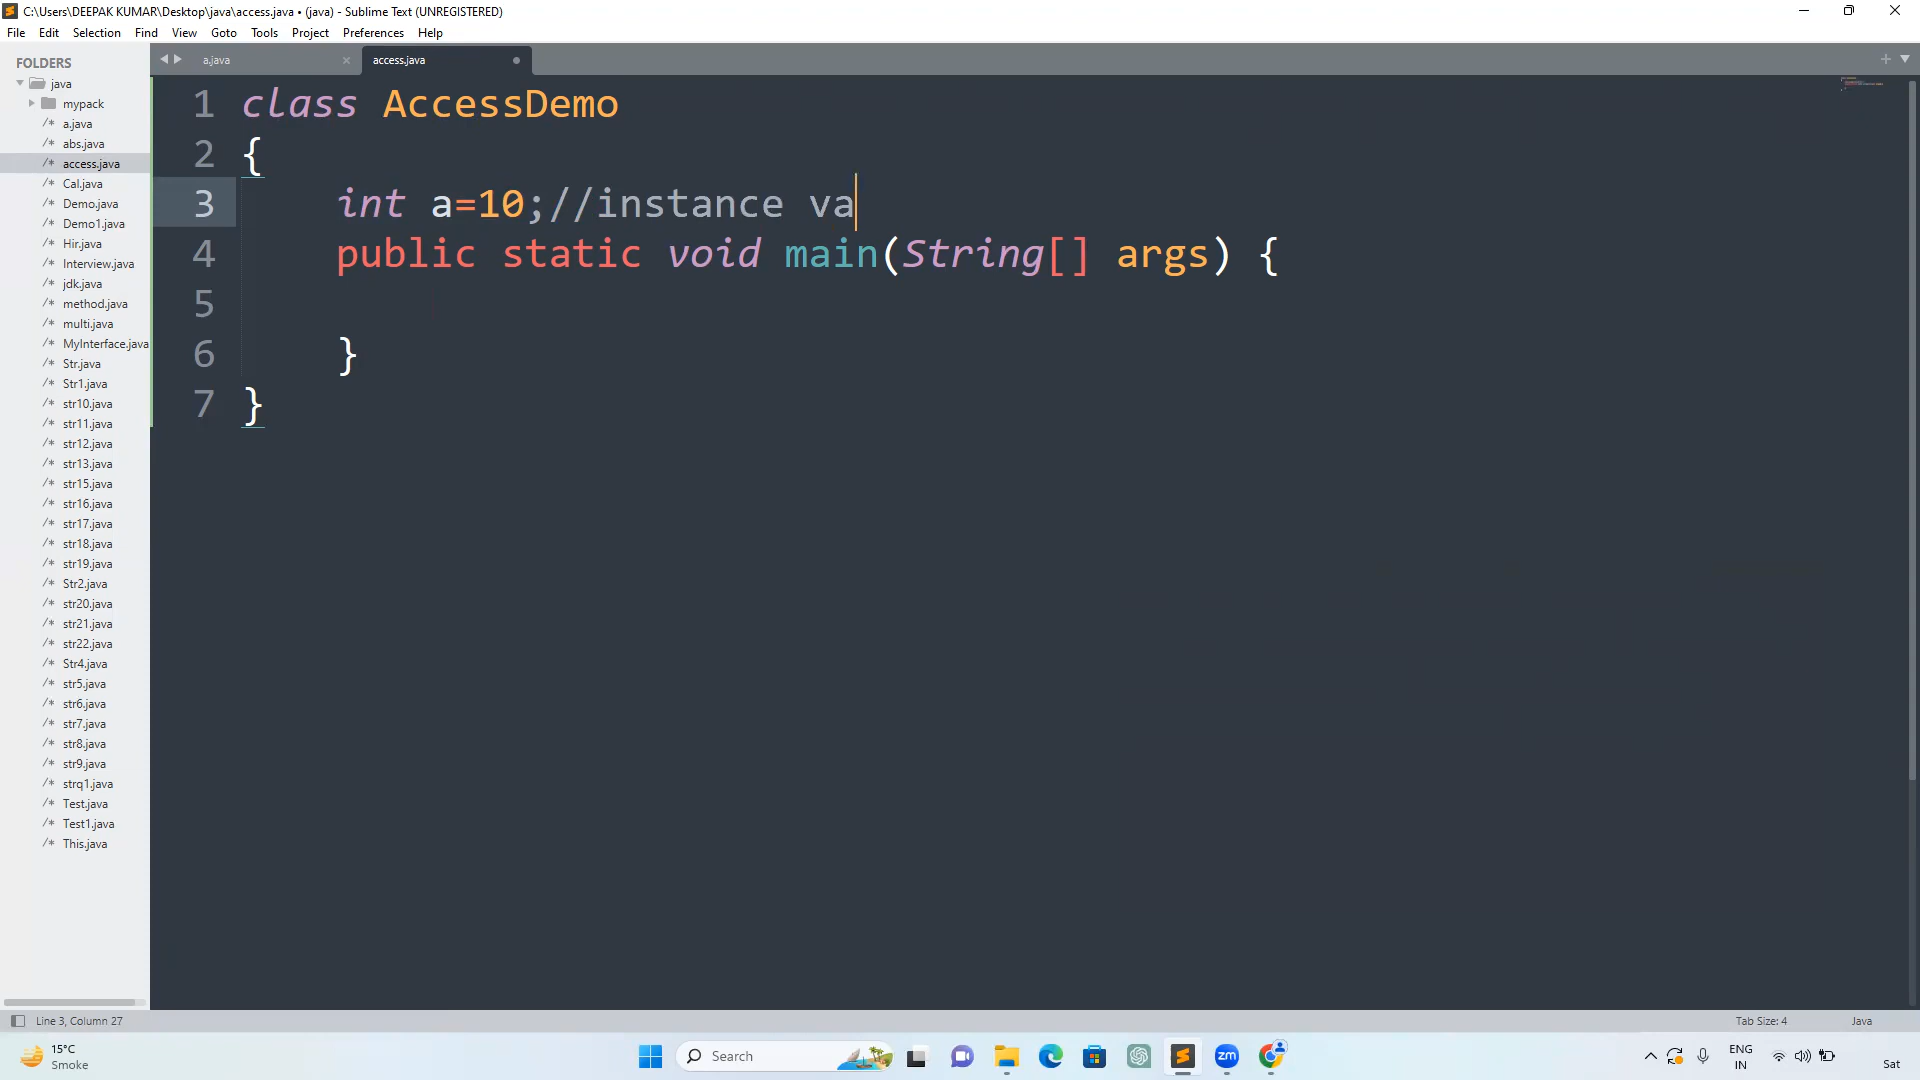 C:\Users\DEEPAK KUMAR\Desktop\java\access.java • (java) - Sublime Text (UNREGISTERED)
File Edit Selection Find View Goto Tools Project Preferences Help
FOLDERS
java
mypack
/* a.java
/* abs.java
/* access.java
/* Cal.java
/* Demo.java
/* Demo1.java
/* Hir.java
/* Interview.java
/* jdk.java
/* method.java
/* multi.java
/* MyInterface.java
/* Str.java
/* Str1.java
/* str10.java
/* str11.java
/* str12.java
/* str13.java
/* str15.java
/* str16.java
/* str17.java
/* str18.java
/* str19.java
/* Str2.java
/* str20.java
/* str21.java
/* str22.java
/* Str4.java
/* str5.java
/* str6.java
/* str7.java
/* str8.java
/* str9.java
/* strq1.java
/* Test.java
/* Test1.java
/* This.java
a.java access.java
1 class AccessDemo
2 {
3 int a=10;//instance va
4 public static void main(String[] args) {
5
6 }
7 }
Line 3, Column 27 Tab Size: 4 Java
15°C
Smoke
Search
zm
ENG
IN
Sat